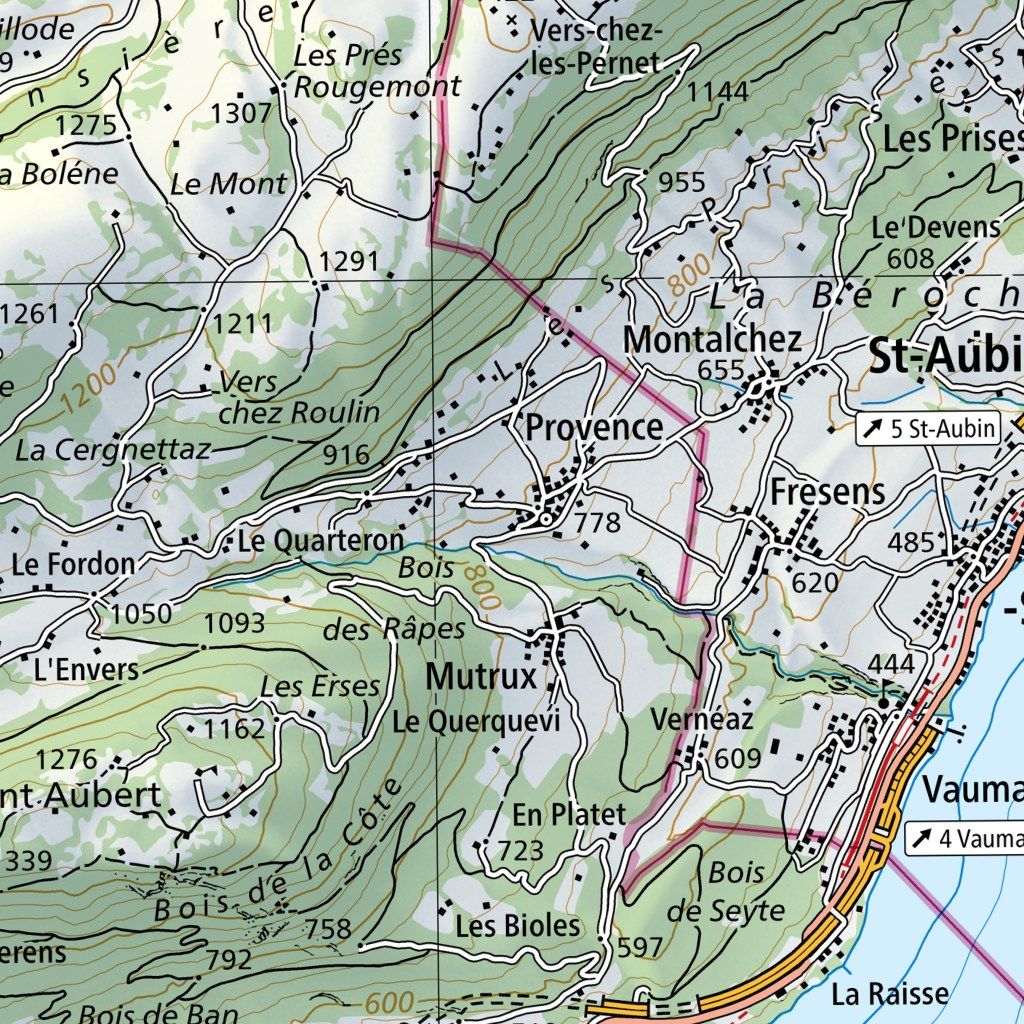 Vers-chez-
les-Pernet
Les Prés
Rougemont
n s i è r e
1307
1275
1144
Les Prises
Le Mont
955
Le Devens
608
1291
La Béroch
800
1261
1211
Montalchez
655
St-Aubi
1200
Vers
chez Roulin
Provence
5 St-Aubin
La Cergnettaz
916
Fresens
778
485
Le Quarteron
Le Fordon
Bois
800
620
1050
1093
des Râpes
L'Envers
Mutrux
444
Les Erses
1162
Le Querquevi
Vernéaz
609
1276
nt Aubert
En Platet
Vauma
4 Vauma
723
339
Bois de la Côte
Bois
de Seyte
758
Les Bioles
597
erens
792
600
La Raisse
Bois de Ban